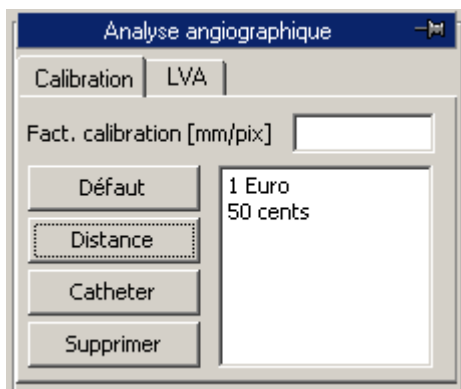 Analyse angiographique
Calibration
LVA
Fact. calibration [mm/pix]
Défaut
Distance
Catheter
Supprimer
1 Euro
50 cents